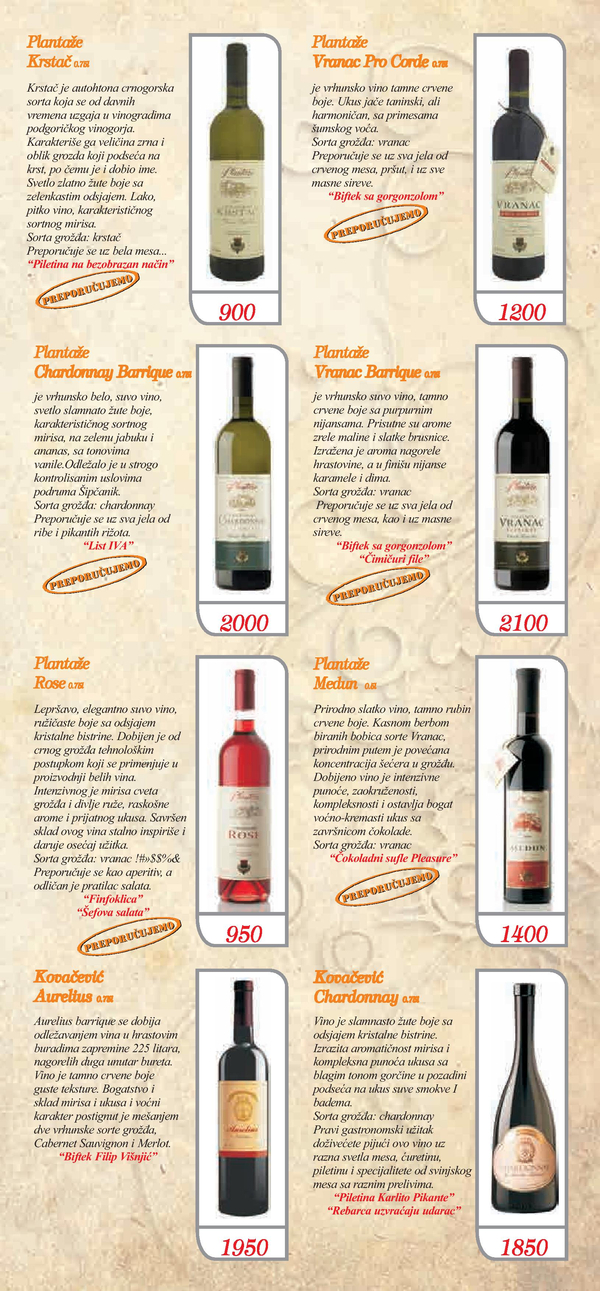 Plantaže
Krstač 0.75l
Krstač je autohtona crnogorska
sorta koja se od davnih
vremena uzgaja u vinogradima
podgoričkog vinogorja.
Karakteriše ga veličina zrna i
oblik grozda koji podseća na
krst, po čemu je i dobio ime.
Svetlo zlatno žute boje sa
zelenkastim odsjajem. Lako,
pitko vino, karakterističnog
sortnog mirisa.
Sorta grožđa: krstač
Preporučuje se uz bela mesa...
“Piletina na bezobrazan način”
PREPORUČUJEMO
Plantaže
KRSTAČ
900
Plantaže
Vranac Pro Corde 0.75l
je vrhunsko vino tamne crvene
boje. Ukus jače taninski, ali
harmoničan, sa primesama
šumskog voća.
Sorta grožđa: vranac
Preporučuje se uz sva jela od
crvenog mesa, pršut, i uz sve
masne sireve.
“Biftek sa gorgonzolom”
PREPORUČUJEMO
Plantaže
VRANAC
1200
Plantaže
Chardonnay Barrique 0.75l
je vrhunsko belo, suvo vino,
svetlo slamnato žute boje,
karakterističnog sortnog
mirisa, na zelenu jabuku i
ananas, sa tonovima
vanile.Odležalo je u strogo
kontrolisanim uslovima
podruma Šipčanik.
Sorta grožđa: chardonnay
Preporučuje se uz sva jela od
ribe i pikantih rižota.
“List IVA”
PREPORUČUJEMO
Plantaže
CHARDONNAY
2000
Plantaže
Vranac Barrique 0.75l
je vrhunsko suvo vino, tamno
crvene boje sa purpurnim
nijansama. Prisutne su arome
zrele maline i slatke brusnice.
Izražena je aroma nagorele
hrastovine, a u finišu nijanse
karamele i dima.
Sorta grožđa: vranac
Preporučuje se uz sva jela od
crvenog mesa, kao i uz masne
sireve.
“Biftek sa gorgonzolom”
“Čimičuri file”
PREPORUČUJEMO
Plantaže
VRANAC
2100
Plantaže
Rose 0.75l
Lepršavo, elegantno suvo vino,
ružičaste boje sa odsjajem
kristalne bistrine. Dobijen je od
crnog grožđa tehnološkim
postupkom koji se primenjuje u
proizvodnji belih vina.
Intenzivnog je mirisa cveta
grožđa i divlje ruže, raskošne
arome i prijatnog ukusa. Savršen
sklad ovog vina stalno inspiriše i
daruje osećaj užitka.
Sorta grožđa: vranac !#»$$%&
Preporučuje se kao aperitiv, a
odličan je pratilac salata.
“Finfoklica”
“Šefova salata”
PREPORUČUJEMO
Plantaže
ROSE
950
Plantaže
Medun 0.5l
Prirodno slatko vino, tamno rubin
crvene boje. Kasnom berbom
biranih bobica sorte Vranac,
prirodnim putem je povećana
koncentracija šećera u grožđu.
Dobijeno vino je intenzivne
punoće, zaokruženosti,
kompleksnosti i ostavlja bogat
voćno-kremasti ukus sa
završnicom čokolade.
Sorta grožđa: vranac
“Čokoladni sufle Pleasure”
PREPORUČUJEMO
Plantaže
MEDUN
1400
Kovačević
Aurelius 0.75l
Aurelius barrique se dobija
odležavanjem vina u hrastovim
buradima zapremine 225 litara,
nagorelih duga unutar bureta.
Vino je tamno crvene boje
guste teksture. Bogatstvo i
sklad mirisa i ukusa i voćni
karakter postignut je mešanjem
dve vrhunske sorte grožđa,
Cabernet Sauvignon i Merlot.
“Biftek Filip Višnjić”
Aurelius
1950
Kovačević
Chardonnay 0.75l
Vino je slamnasto žute boje sa
odsjajem kristalne bistrine.
Izrazita aromatičnost mirisa i
kompleksna punoća ukusa sa
blagim tonom gorčine u pozadini
podseća na ukus suve smokve I
badema.
Sorta grožđa: chardonnay
Pravi gastronomski užitak
doživećete pijući ovo vino uz
razna svetla mesa, ćuretinu,
piletinu i specijalitete od svinjskog
mesa sa raznim prelivima.
“Piletina Karlito Pikante”
“Rebarca uzvraćaju udarac”
CHARDONNAY
1850